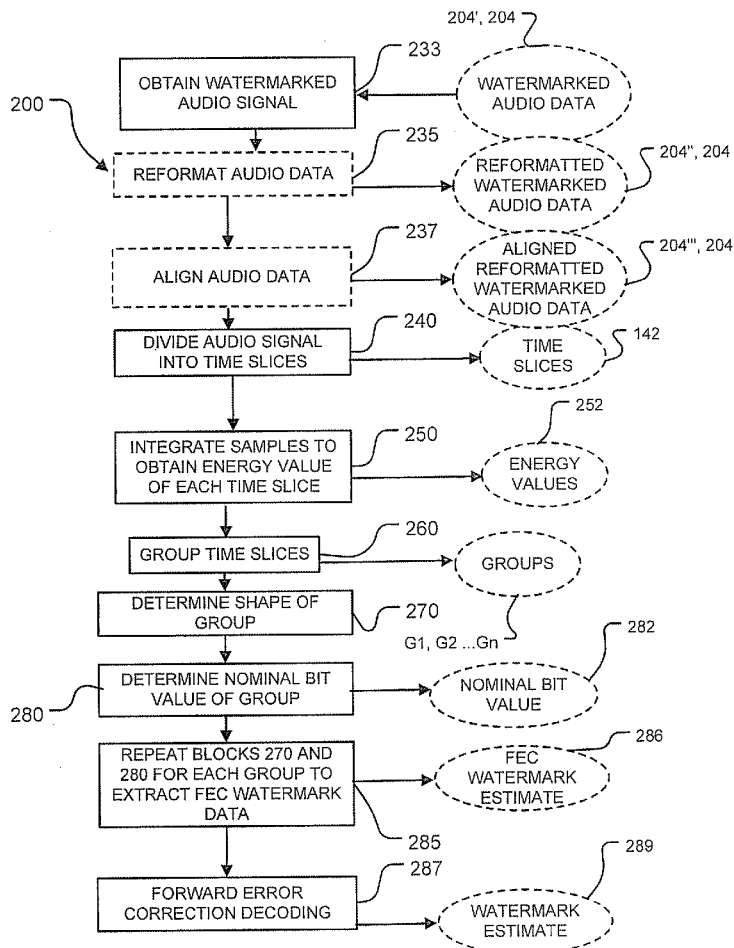 204', 204
233
OBTAIN WATERMARKED
AUDIO SIGNAL
WATERMARKED
AUDIO DATA
200
235
REFORMAT AUDIO DATA
REFORMATTED
WATERMARKED
AUDIO DATA
204", 204
237
ALIGN AUDIO DATA
ALIGNED
REFORMATTED
WATERMARKED
AUDIO DATA
204"', 204
240
DIVIDE AUDIO SIGNAL
INTO TIME SLICES
TIME
SLICES
142
252
250
INTEGRATE SAMPLES TO
OBTAIN ENERGY VALUE
OF EACH TIME SLICE
ENERGY
VALUES
260
GROUP TIME SLICES
GROUPS
DETERMINE SHAPE OF
GROUP
270
G1, G2 ...Gn
282
280
DETERMINE NOMINAL BIT
VALUE OF GROUP
NOMINAL BIT
VALUE
286
REPEAT BLOCKS 270 AND
280 FOR EACH GROUP TO
EXTRACT FEC WATERMARK
DATA
FEC
WATERMARK
ESTIMATE
285
287
289
FORWARD ERROR
CORRECTION DECODING
WATERMARK
ESTIMATE